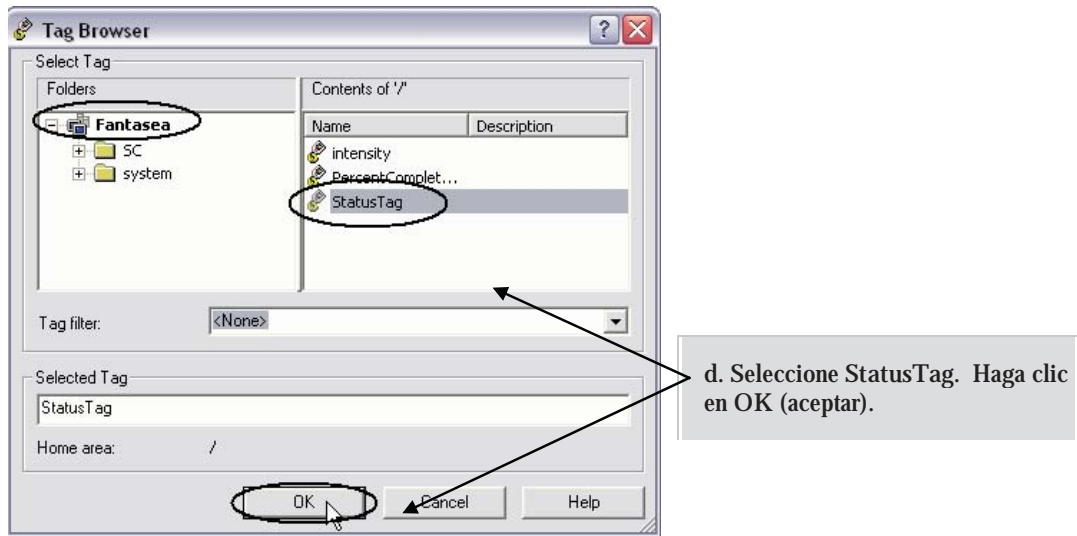 Tag Browser
Select Tag
Folders
Contents of '/'
Fantasea
SC
system
Name Description
intensity
PercentComplet...
StatusTag
Tag filter: <None>
Selected Tag
StatusTag
Home area: /
OK Cancel Help
d. Seleccione StatusTag. Haga clic
en OK (aceptar).